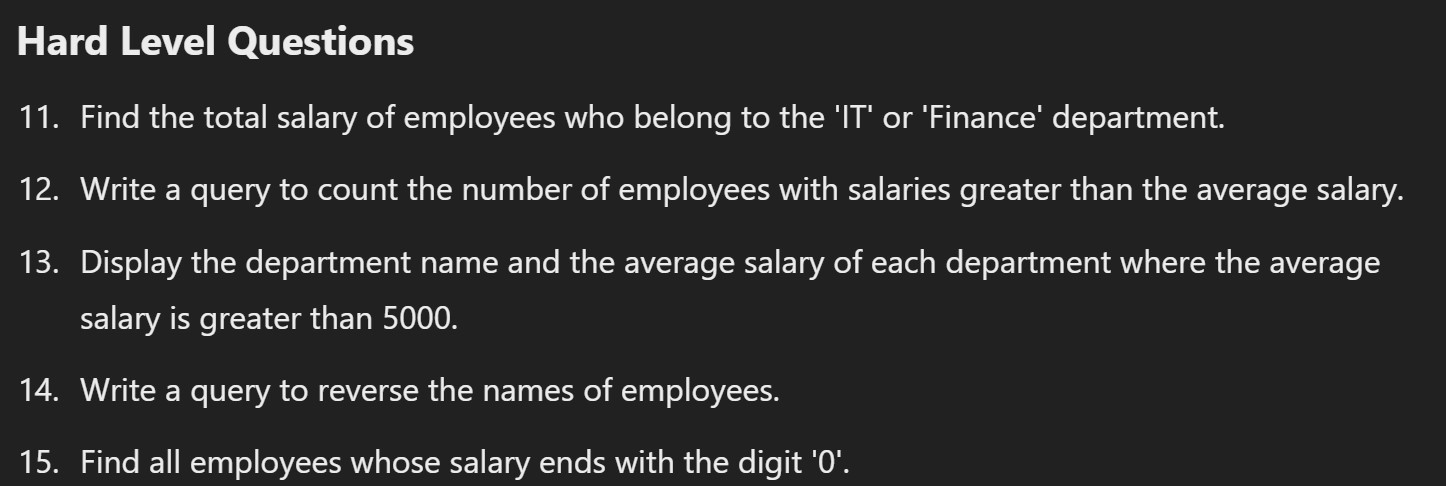 Hard Level Questions
11. Find the total salary of employees who belong to the 'IT' or 'Finance' department.
12. Write a query to count the number of employees with salaries greater than the average salary.
13. Display the department name and the average salary of each department where the average
salary is greater than 5000.
14. Write a query to reverse the names of employees.
15. Find all employees whose salary ends with the digit '0'.